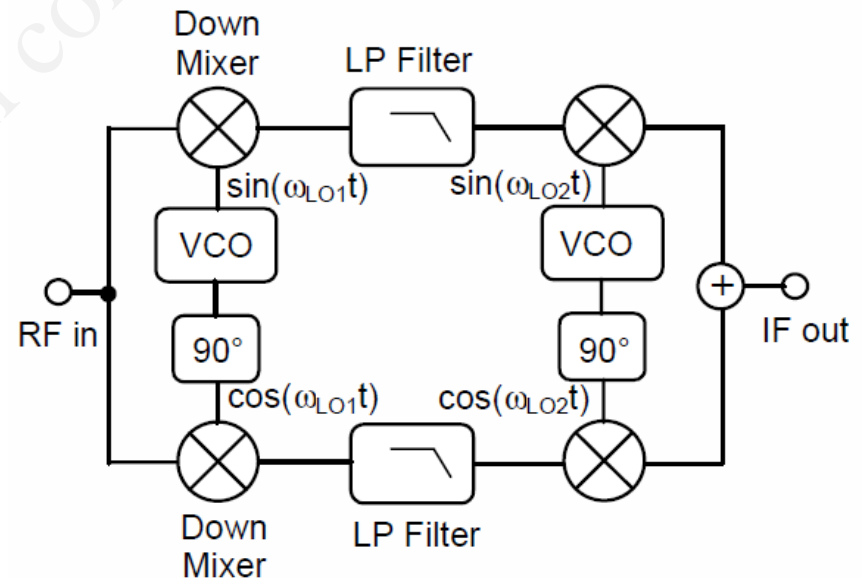 Down
Mixer
LP Filter
sin(ωLO1t)
sin(ωLO2t)
VCO
VCO
+
RF in
IF out
90°
90°
cos(ωLO1t)
cos(ωLO2t)
Down
Mixer
LP Filter